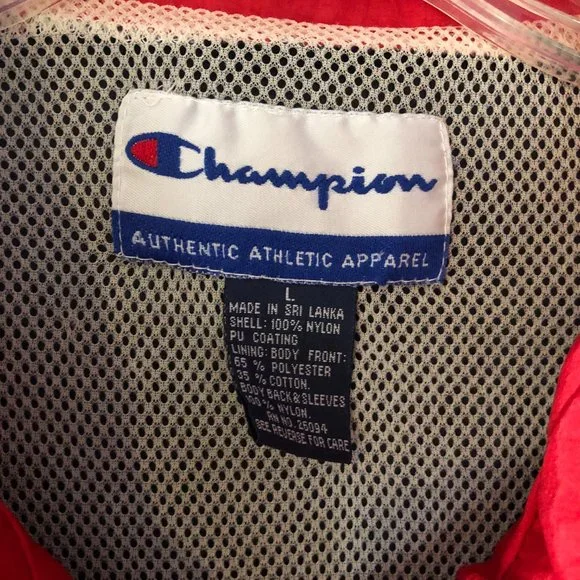 Champion
AUTHENTIC ATHLETIC APPAREL
L
MADE IN SRI LANKA
SHELL: 100% NYLON
PU COATING
LINING: BODY FRONT:
65 % POLYESTER
35 % COTTON.
BODY BACK & SLEEVES
100 % NYLON.
RN NO. 26094
SEE REVERSE FOR CARE